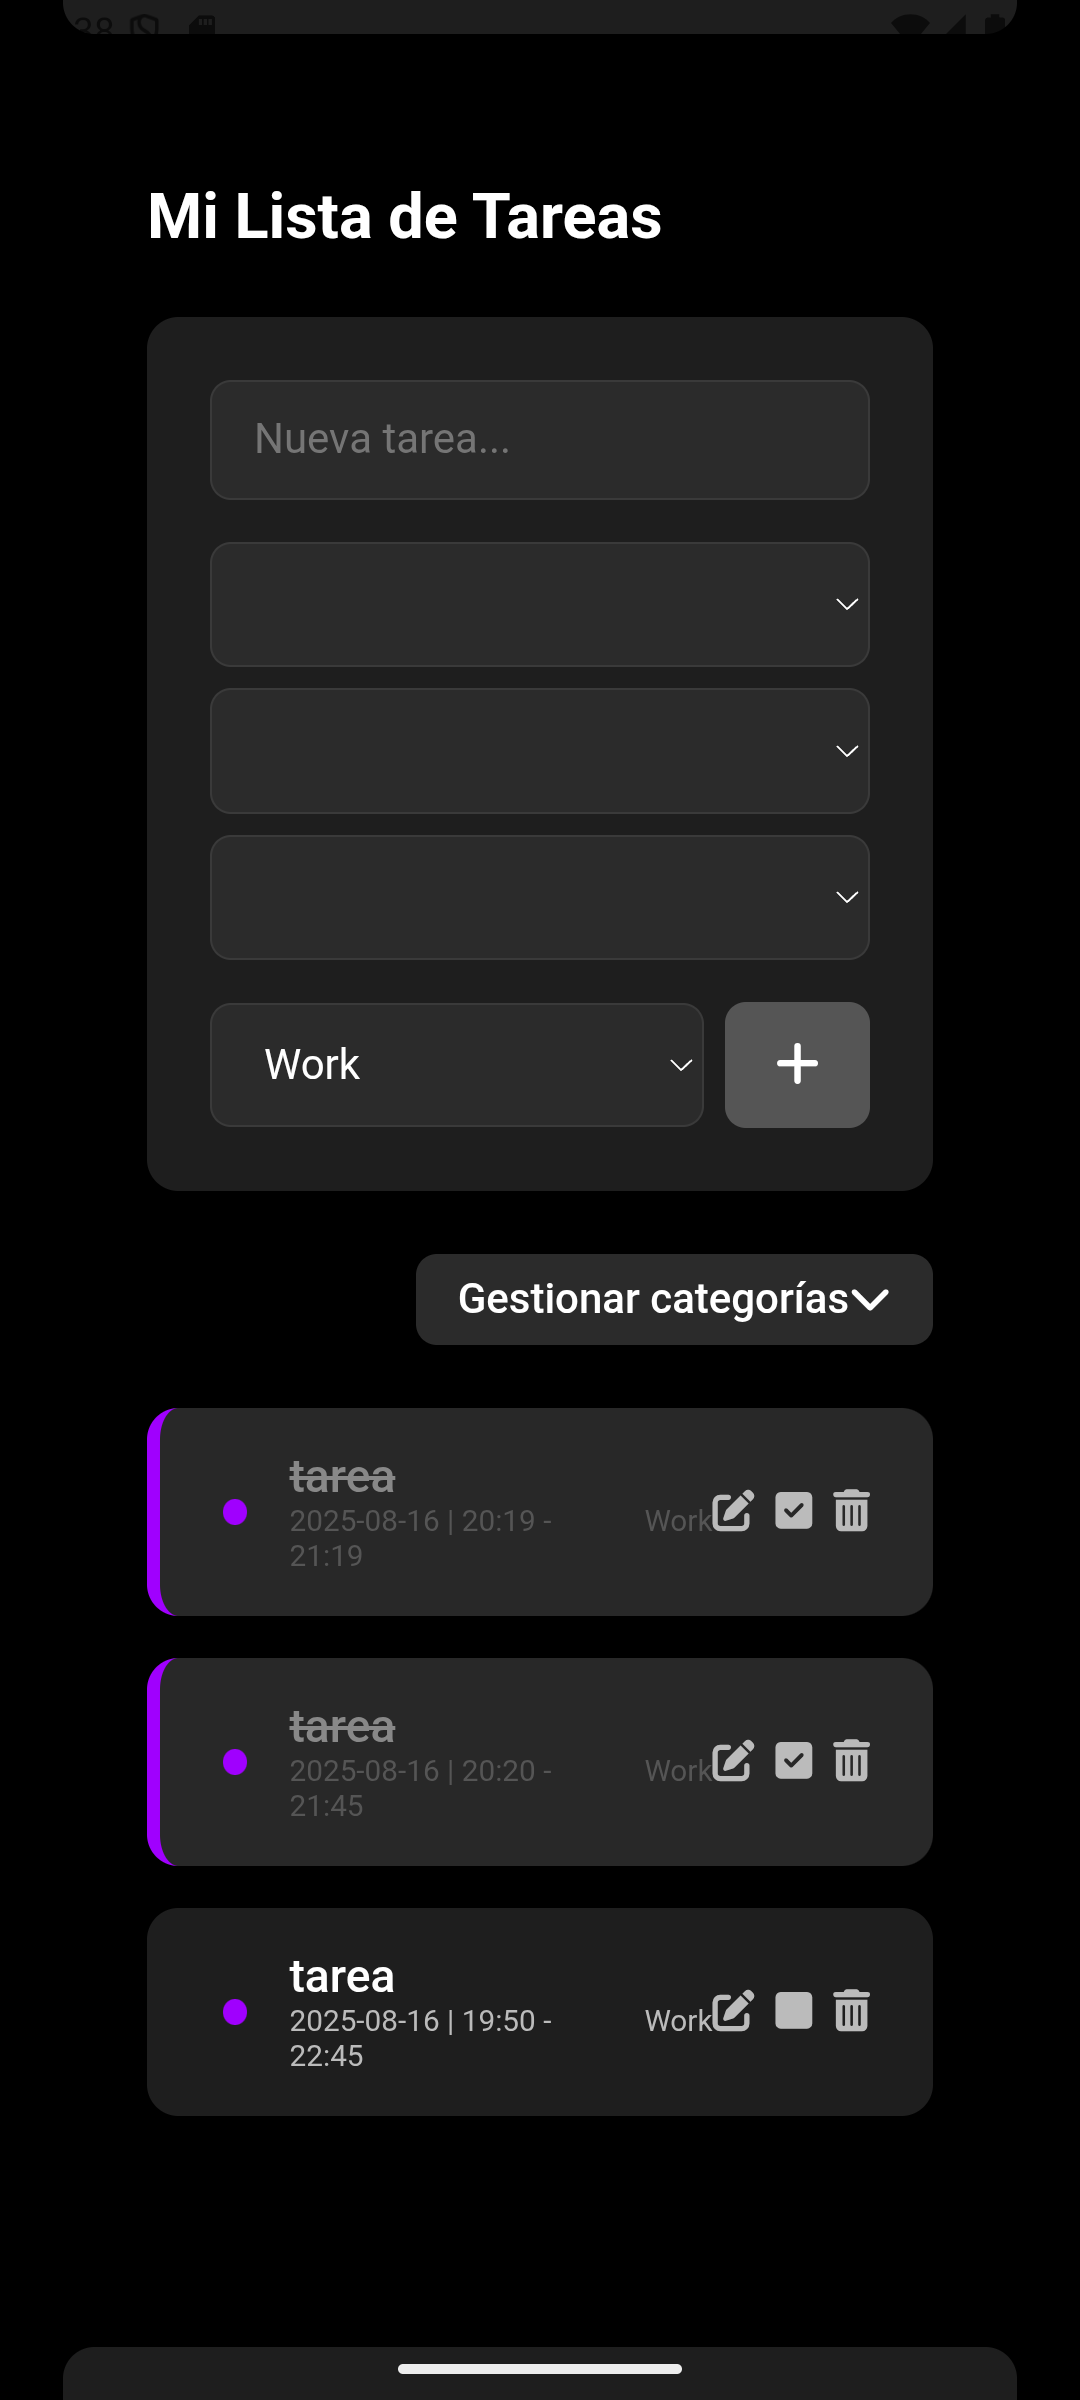 38
Mi Lista de Tareas
Nueva tarea...
Work
Gestionar categorías
tarea
2025-08-16 | 20:19 -
21:19
Work
tarea
2025-08-16 | 20:20 -
21:45
Work
tarea
2025-08-16 | 19:50 -
22:45
Work